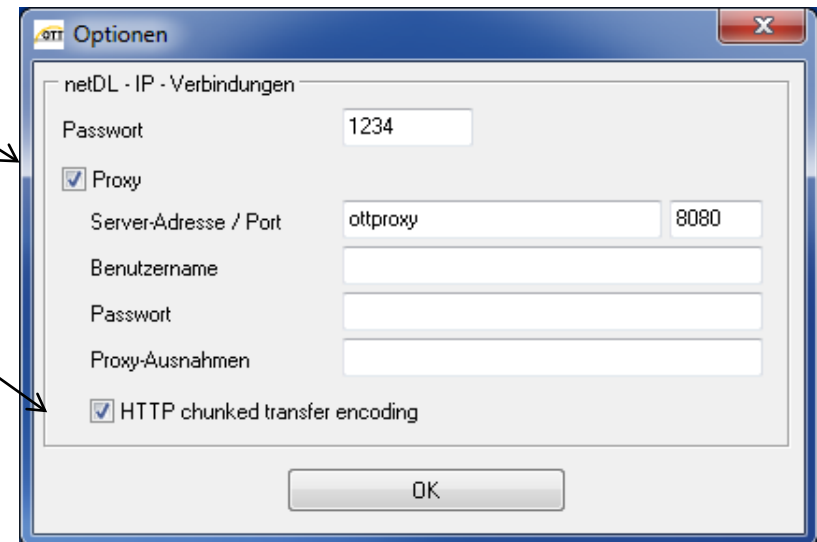 OTT Optionen
netDL - IP - Verbindungen
Passwort 1234
Proxy
Server-Adresse / Port ottproxy 8080
Benutzername
Passwort
Proxy-Ausnahmen
HTTP chunked transfer encoding
OK